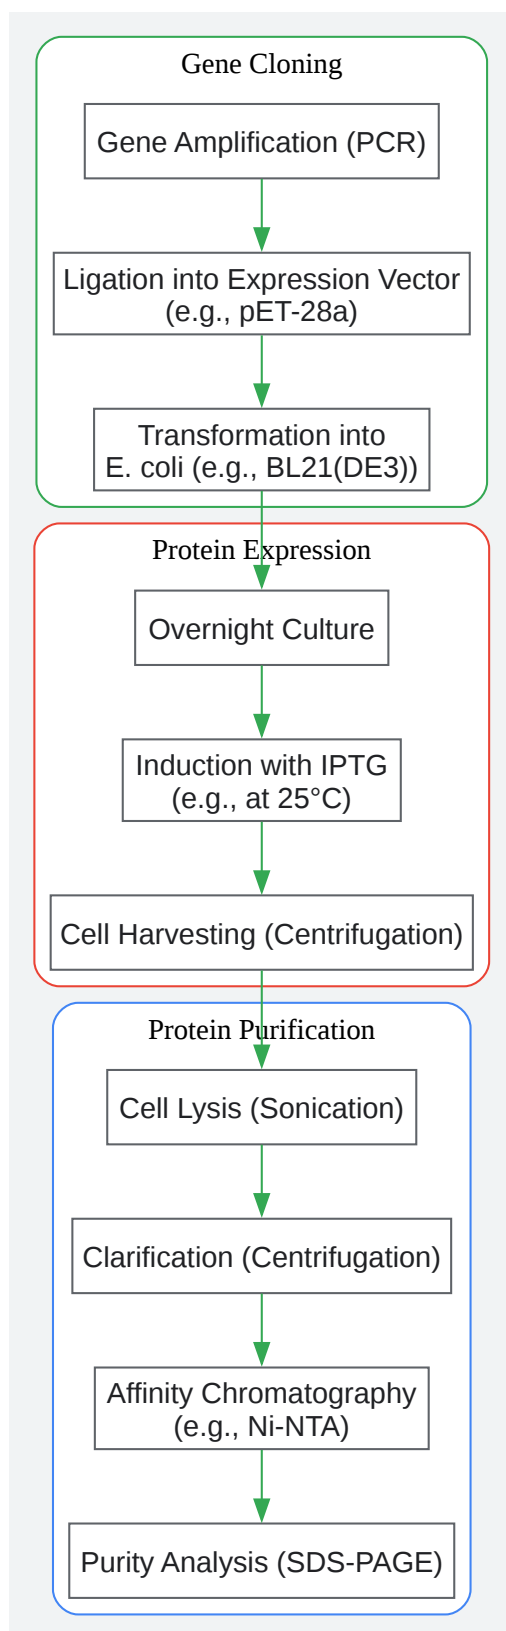 Gene Cloning
Gene Amplification (PCR)
Ligation into Expression Vector
(e.g., pET-28a)
Transformation into
E. coli (e.g., BL21(DE3))
Protein Expression
Overnight Culture
Induction with IPTG
(e.g., at 25°C)
Cell Harvesting (Centrifugation)
Protein Purification
Cell Lysis (Sonication)
Clarification (Centrifugation)
Affinity Chromatography
(e.g., Ni-NTA)
Purity Analysis (SDS-PAGE)